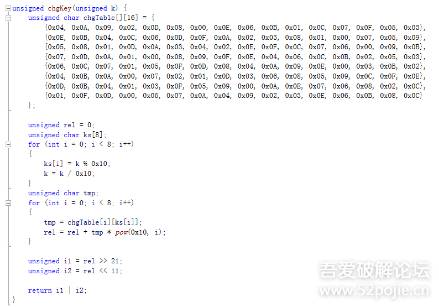 unsigned chgKey(unsigned k) {
unsigned char chgTable[][16] = {
{0x04, 0x0A, 0x09, 0x02, 0x0D, 0x08, 0x00, 0x0E, 0x06, 0x0B, 0x01, 0x0C, 0x07, 0x0F, 0x05, 0x03},
{0x0E, 0x0B, 0x04, 0x0C, 0x06, 0x0D, 0x0F, 0x0A, 0x02, 0x03, 0x08, 0x01, 0x00, 0x07, 0x05, 0x09},
{0x05, 0x08, 0x01, 0x0D, 0x0A, 0x03, 0x04, 0x02, 0x0E, 0x0F, 0x0C, 0x07, 0x06, 0x00, 0x09, 0x0B},
{0x07, 0x0D, 0x0A, 0x01, 0x00, 0x08, 0x09, 0x0F, 0x0E, 0x04, 0x06, 0x0C, 0x0B, 0x02, 0x05, 0x03},
{0x06, 0x0C, 0x07, 0x01, 0x05, 0x0F, 0x0D, 0x08, 0x04, 0x0A, 0x09, 0x0E, 0x00, 0x03, 0x0B, 0x02},
{0x04, 0x0B, 0x0A, 0x00, 0x07, 0x02, 0x01, 0x0D, 0x03, 0x06, 0x08, 0x05, 0x09, 0x0C, 0x0F, 0x0E},
{0x0D, 0x0B, 0x04, 0x01, 0x03, 0x0F, 0x05, 0x09, 0x00, 0x0A, 0x0E, 0x07, 0x06, 0x08, 0x02, 0x0C},
{0x01, 0x0F, 0x0D, 0x00, 0x05, 0x07, 0x0A, 0x04, 0x09, 0x02, 0x03, 0x0E, 0x06, 0x0B, 0x08, 0x0C}
};
unsigned rel = 0;
unsigned char ks[8];
for (int i = 0; i < 8; i++)
{
ks[i] = k % 0x10;
k = k / 0x10;
}
unsigned char tmp;
for (int i = 0; i < 8; i++)
{
tmp = chgTable[i][ks[i]];
rel = rel + tmp * pow(0x10, i);
}
unsigned i1 = rel >> 21;
unsigned i2 = rel << 11;
return i1 | i2;
}
吾爱破解论坛
www.52pojie.cn